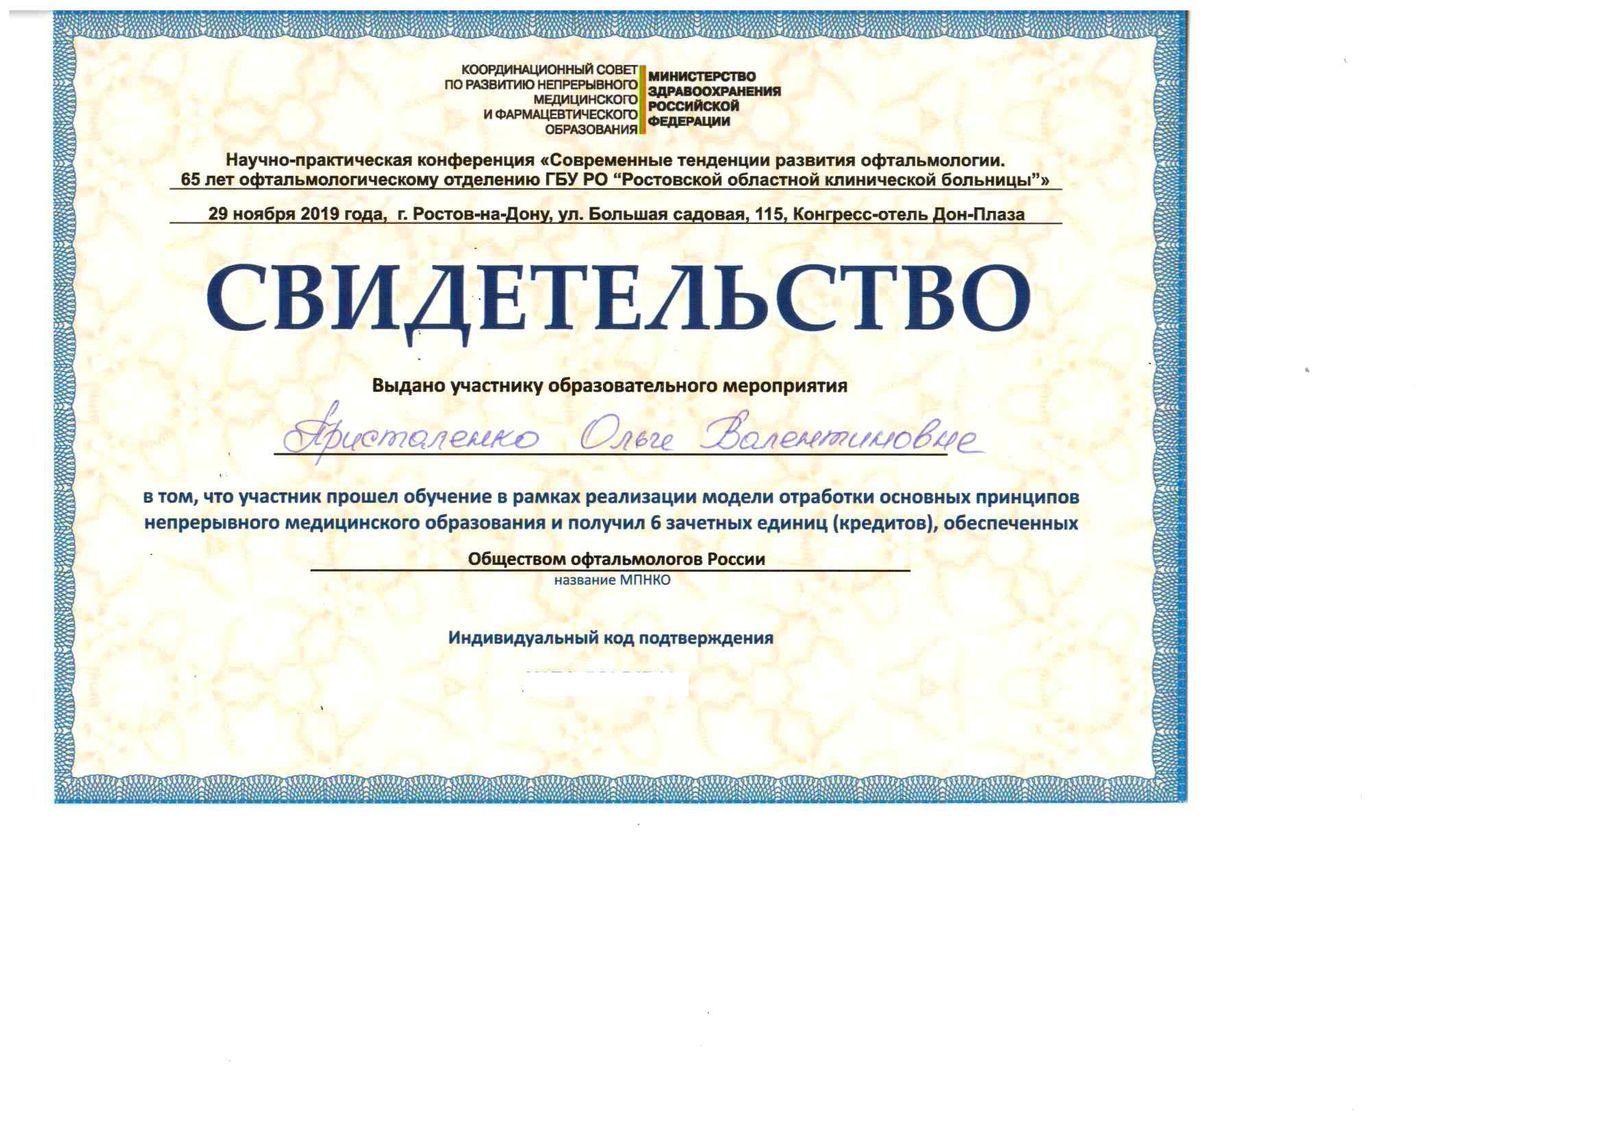 КООРДИНАЦИОННЫЙ СОВЕТ
ПО РАЗВИТИЮ НЕПРЕРЫВНОГО
МЕДИЦИНСКОГО
И ФАРМАЦЕВТИЧЕСКОГО
ОБРАЗОВАНИЯ
МИНИСТЕРСТВО
ЗДРАВООХРАНЕНИЯ
РОССИЙСКОЙ
ФЕДЕРАЦИИ
Научно-практическая конференция «Современные тенденции развития офтальмологии.
65 лет офтальмологическому отделению ГБУ РО “Ростовской областной клинической больницы”»
29 ноября 2019 года, г. Ростов-на-Дону, ул. Большая садовая, 115, Конгресс-отель Дон-Плаза
СВИДЕТЕЛЬСТВО
Выдано участнику образовательного мероприятия
Присталенко Ольге Валентиновне
в том, что участник прошел обучение в рамках реализации модели отработки основных принципов
непрерывного медицинского образования и получил 6 зачетных единиц (кредитов), обеспеченных
Обществом офтальмологов России
название МПНКО
Индивидуальный код подтверждения